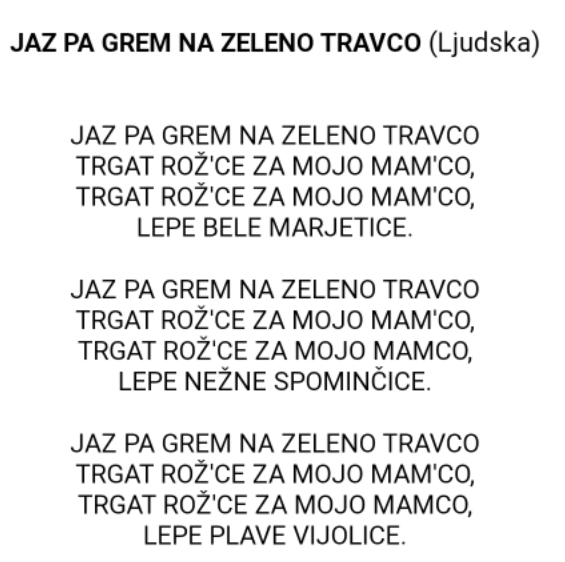 JAZ PA GREM NA ZELENO TRAVCO (Ljudska)
JAZ PA GREM NA ZELENO TRAVCO
TRGAT ROŽ'CE ZA MOJO MAM'CO,
TRGAT ROŽ'CE ZA MOJO MAM'CO,
LEPE BELE MARJETICE.
JAZ PA GREM NA ZELENO TRAVCO
TRGAT ROŽ'CE ZA MOJO MAM'CO,
TRGAT ROŽ'CE ZA MOJO MAMCO,
LEPE NEŽNE SPOMINČICE.
JAZ PA GREM NA ZELENO TRAVCO
TRGAT ROŽ'CE ZA MOJO MAM'CO,
TRGAT ROŽ'CE ZA MOJO MAMCO,
LEPE PLAVE VIJOLICE.